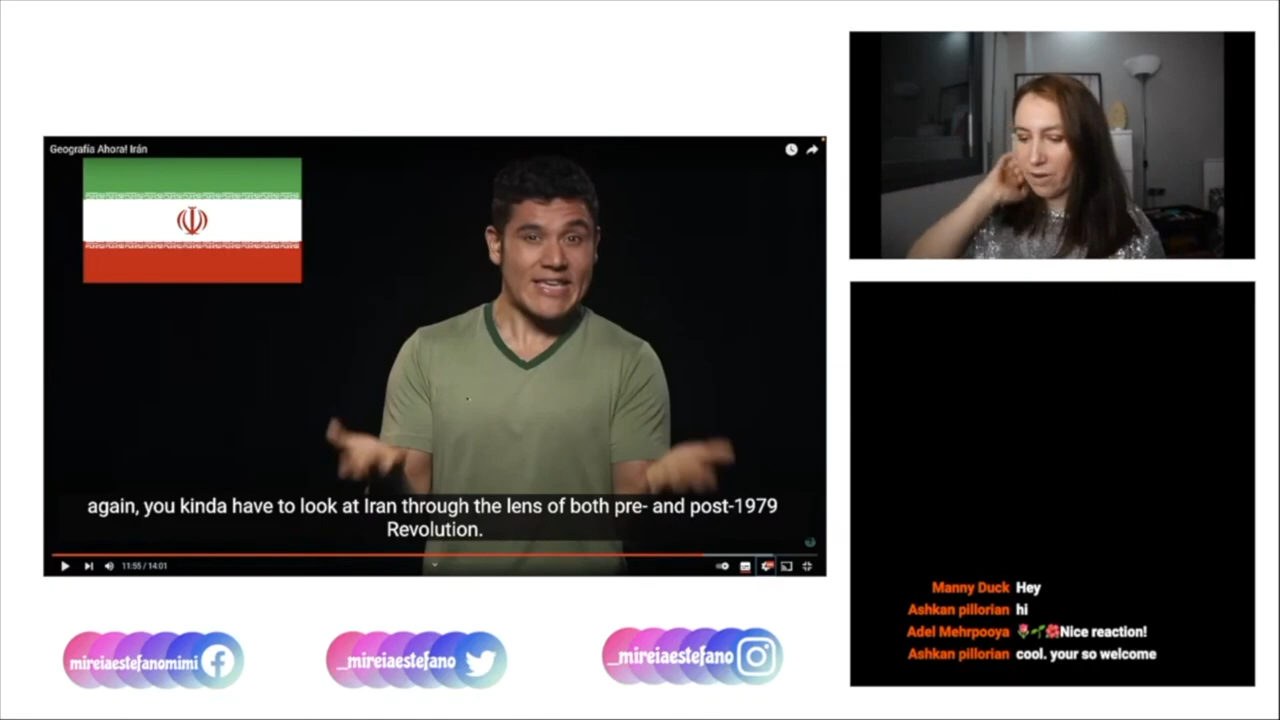 Geografía Ahora! Irán
again, you kinda have to look at Iran through the lens of both pre- and post-1979
Revolution.
11:55 / 14:01
Manny Duck Hey
Ashkan pillorian hi
Adel Mehrpooya 🌷🌱🌺Nice reaction!
Ashkan pillorian cool. your so welcome
mireiaestefanomimi
_mireiaestefano
_mireiaestefano